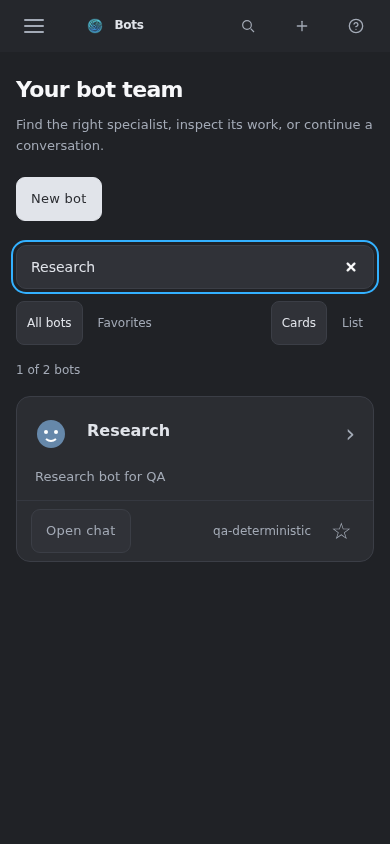 Bots
Your bot team
Find the right specialist, inspect its work, or continue a
conversation.
New bot
Research
All bots
Favorites
Cards
List
1 of 2 bots
Research
Research bot for QA
Open chat
qa-deterministic